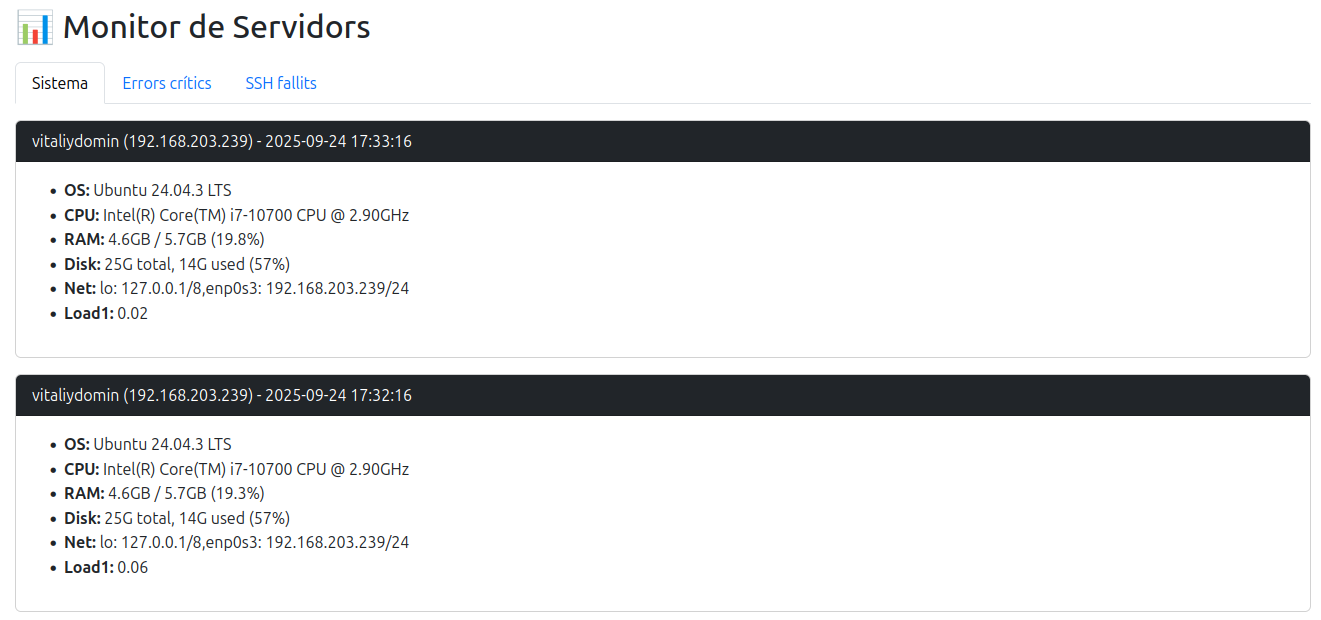 Monitor de Servidors
Sistema Errors crítics SSH fallits
vitaliydomin (192.168.203.239) - 2025-09-24 17:33:16
• OS: Ubuntu 24.04.3 LTS
• CPU: Intel(R) Core(TM) i7-10700 CPU @ 2.90GHz
• RAM: 4.6GB / 5.7GB (19.8%)
• Disk: 25G total, 14G used (57%)
• Net: lo: 127.0.0.1/8,enp0s3: 192.168.203.239/24
• Load1: 0.02
vitaliydomin (192.168.203.239) - 2025-09-24 17:32:16
• OS: Ubuntu 24.04.3 LTS
• CPU: Intel(R) Core(TM) i7-10700 CPU @ 2.90GHz
• RAM: 4.6GB / 5.7GB (19.3%)
• Disk: 25G total, 14G used (57%)
• Net: lo: 127.0.0.1/8,enp0s3: 192.168.203.239/24
• Load1: 0.06